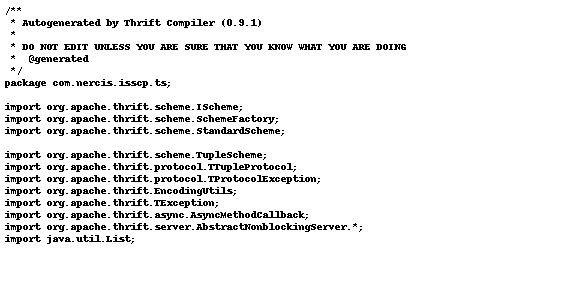 /**
 * Autogenerated by Thrift Compiler (0.9.1)
 *
 * DO NOT EDIT UNLESS YOU ARE SURE THAT YOU KNOW WHAT YOU ARE DOING
 *  @generated
 */
package com.nercis.isscp.ts;

import org.apache.thrift.scheme.IScheme;
import org.apache.thrift.scheme.SchemeFactory;
import org.apache.thrift.scheme.StandardScheme;

import org.apache.thrift.scheme.TupleScheme;
import org.apache.thrift.protocol.TTupleProtocol;
import org.apache.thrift.protocol.TProtocolException;
import org.apache.thrift.EncodingUtils;
import org.apache.thrift.TException;
import org.apache.thrift.async.AsyncMethodCallback;
import org.apache.thrift.server.AbstractNonblockingServer.*;
import java.util.List;